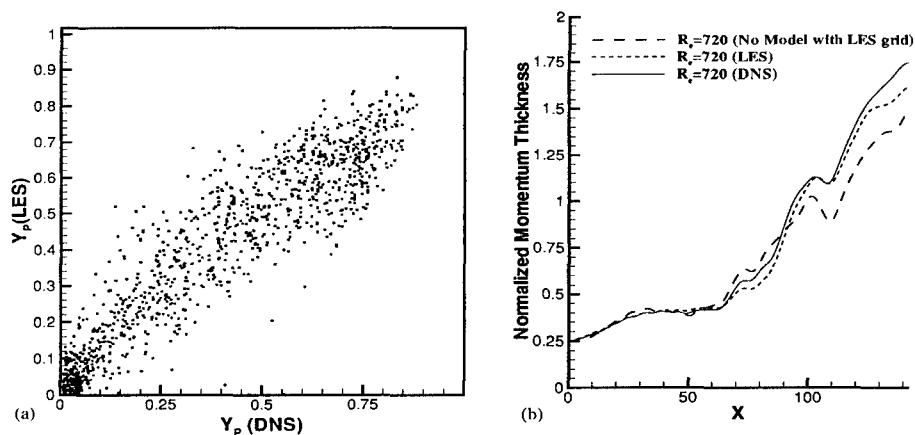 1
0.9
0.8
0.7
0.6
0.5
0.4
0.3
0.2
0.1
0
Y_P(LES)
0 0.25 0.5 0.75
Y_P (DNS)
(a)
2
1.75
1.5
1.25
1
0.75
0.5
0.25
0
Normalized Momentum Thickness
R_e=720 (No Model with LES grid)
R_e=720 (LES)
R_e=720 (DNS)
0 50 100
X
(b)